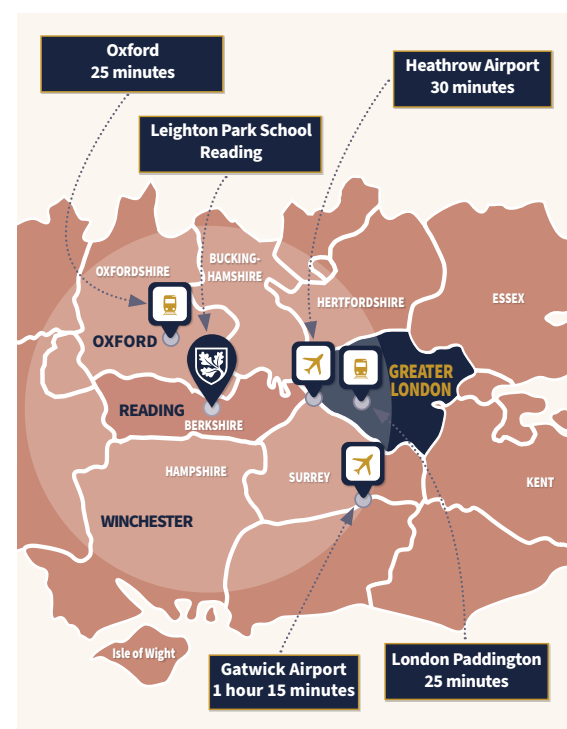 Oxford
25 minutes
Heathrow Airport
30 minutes
Leighton Park School
Reading
OXFORDSHIRE
BUCKING-
HAMSHIRE
HERTFORDSHIRE
ESSEX
OXFORD
GREATER
LONDON
READING
BERKSHIRE
HAMPSHIRE
SURREY
KENT
WINCHESTER
Isle of Wight
Gatwick Airport
1 hour 15 minutes
London Paddington
25 minutes